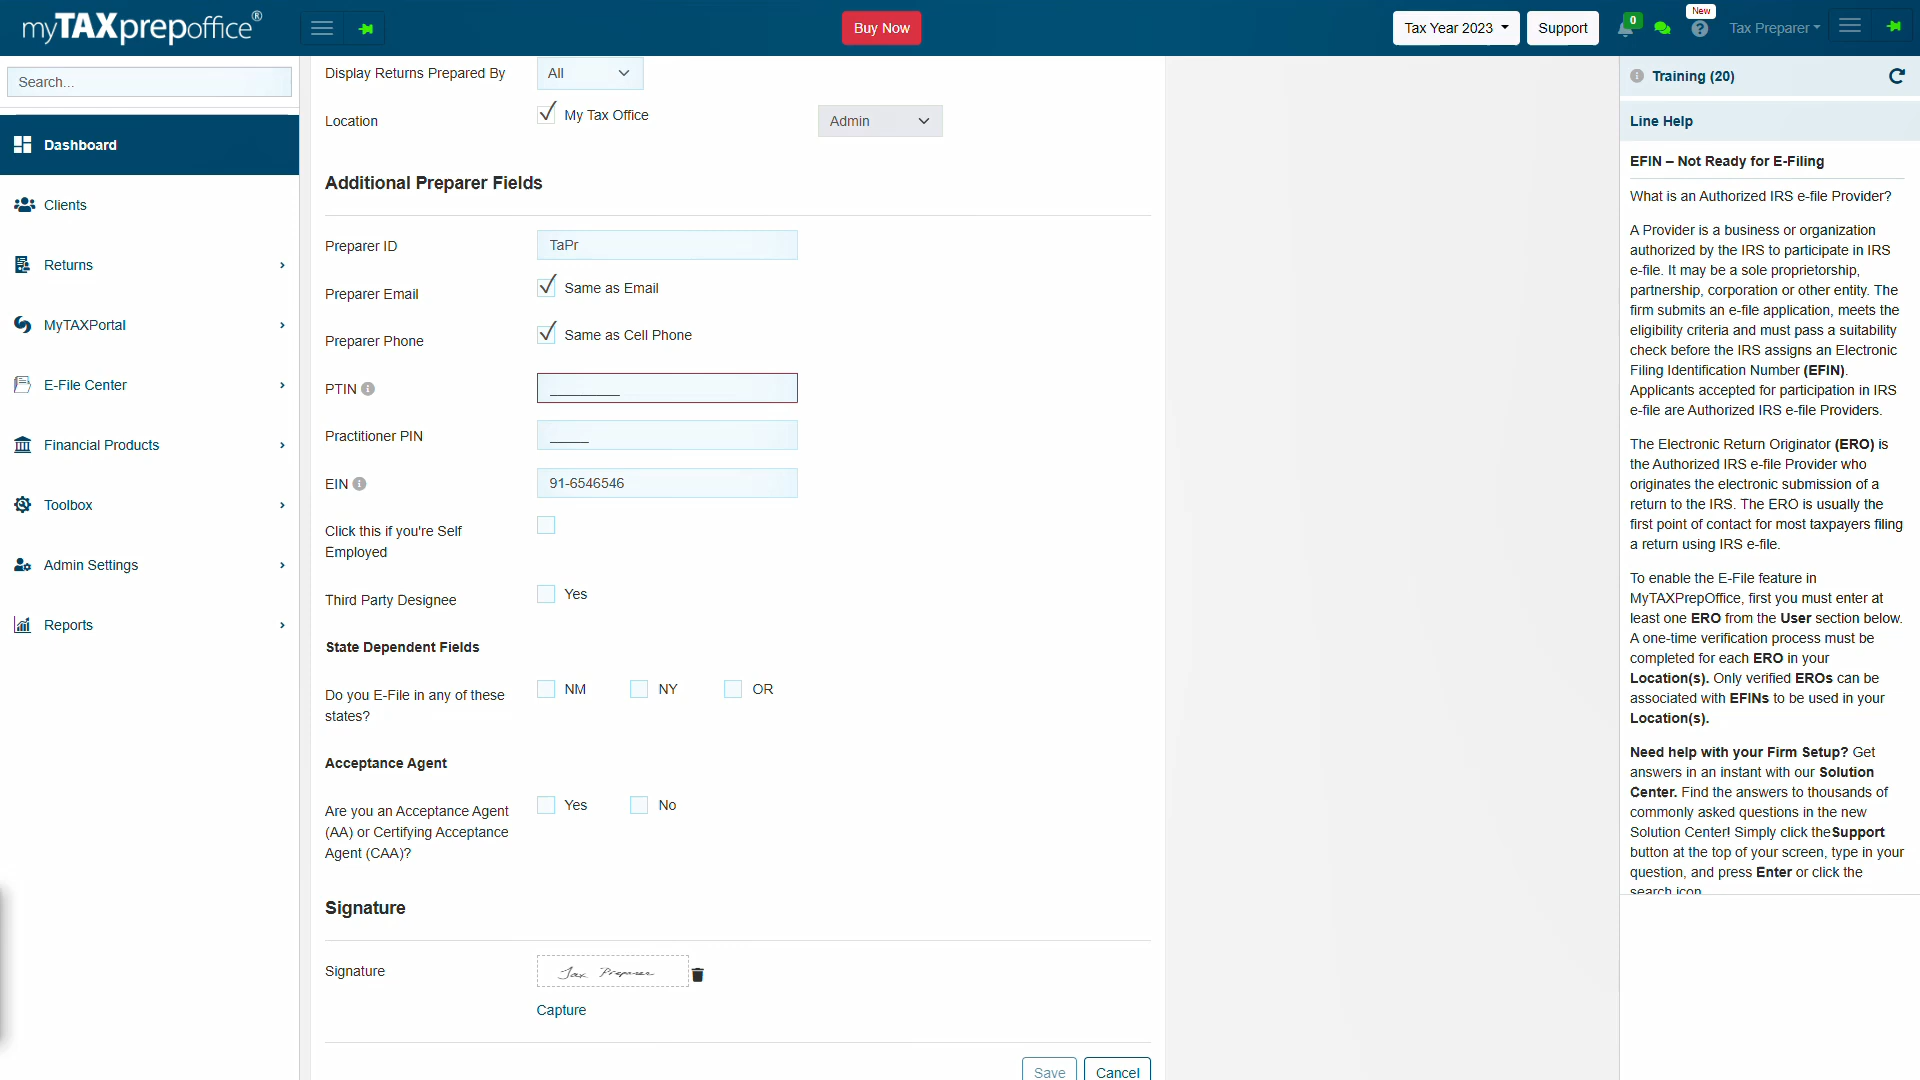 myTAXprepoffice®
Buy Now
Tax Year 2023
Support
0
New
Tax Preparer
Search...
Dashboard
Clients
Returns
MyTAXPortal
E-File Center
Financial Products
Toolbox
Admin Settings
Reports
Display Returns Prepared By
All
Location
My Tax Office
Admin
Additional Preparer Fields
Preparer ID
TaPr
Preparer Email
Same as Email
Preparer Phone
Same as Cell Phone
PTIN
_________
Practitioner PIN
_____
EIN
91-6546546
Click this if you're Self
Employed
Third Party Designee
Yes
State Dependent Fields
Do you E-File in any of these
states?
NM
NY
OR
Acceptance Agent
Are you an Acceptance Agent
(AA) or Certifying Acceptance
Agent (CAA)?
Yes
No
Signature
Signature
Tax Preparer
Capture
Save
Cancel
Training (20)
Line Help
EFIN – Not Ready for E-Filing
What is an Authorized IRS e-file Provider?
A Provider is a business or organization
authorized by the IRS to participate in IRS
e-file. It may be a sole proprietorship,
partnership, corporation or other entity. The
firm submits an e-file application, meets the
eligibility criteria and must pass a suitability
check before the IRS assigns an Electronic
Filing Identification Number (EFIN).
Applicants accepted for participation in IRS
e-file are Authorized IRS e-file Providers.
The Electronic Return Originator (ERO) is
the Authorized IRS e-file Provider who
originates the electronic submission of a
return to the IRS. The ERO is usually the
first point of contact for most taxpayers filing
a return using IRS e-file.
To enable the E-File feature in
MyTAXPrepOffice, first you must enter at
least one ERO from the User section below.
A one-time verification process must be
completed for each ERO in your
Location(s). Only verified EROs can be
associated with EFINs to be used in your
Location(s).
Need help with your Firm Setup? Get
answers in an instant with our Solution
Center. Find the answers to thousands of
commonly asked questions in the new
Solution Center! Simply click theSupport
button at the top of your screen, type in your
question, and press Enter or click the
search icon